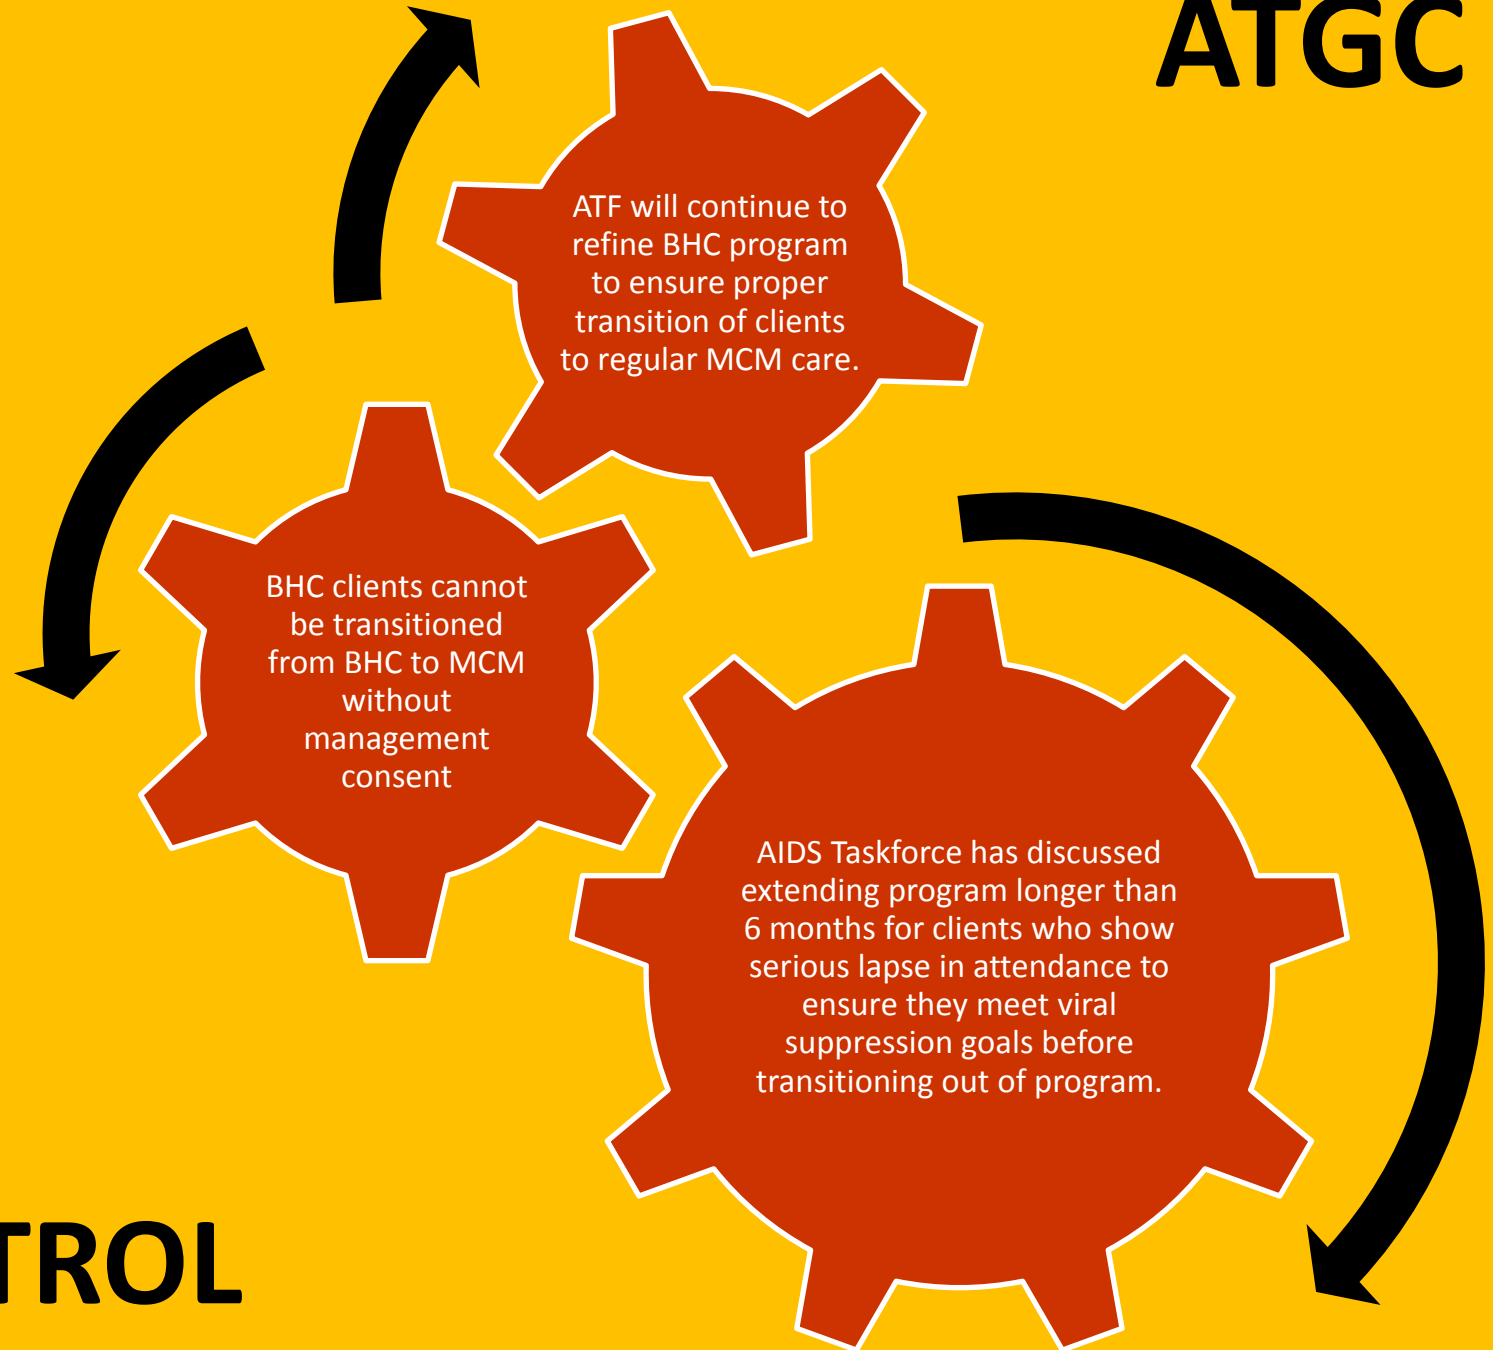 ATGC
ATF will continue to
refine BHC program
to ensure proper
transition of clients
to regular MCM care.
BHC clients cannot
be transitioned
from BHC to MCM
without
management
consent
AIDS Taskforce has discussed
extending program longer than
6 months for clients who show
serious lapse in attendance to
ensure they meet viral
suppression goals before
transitioning out of program.
TROL